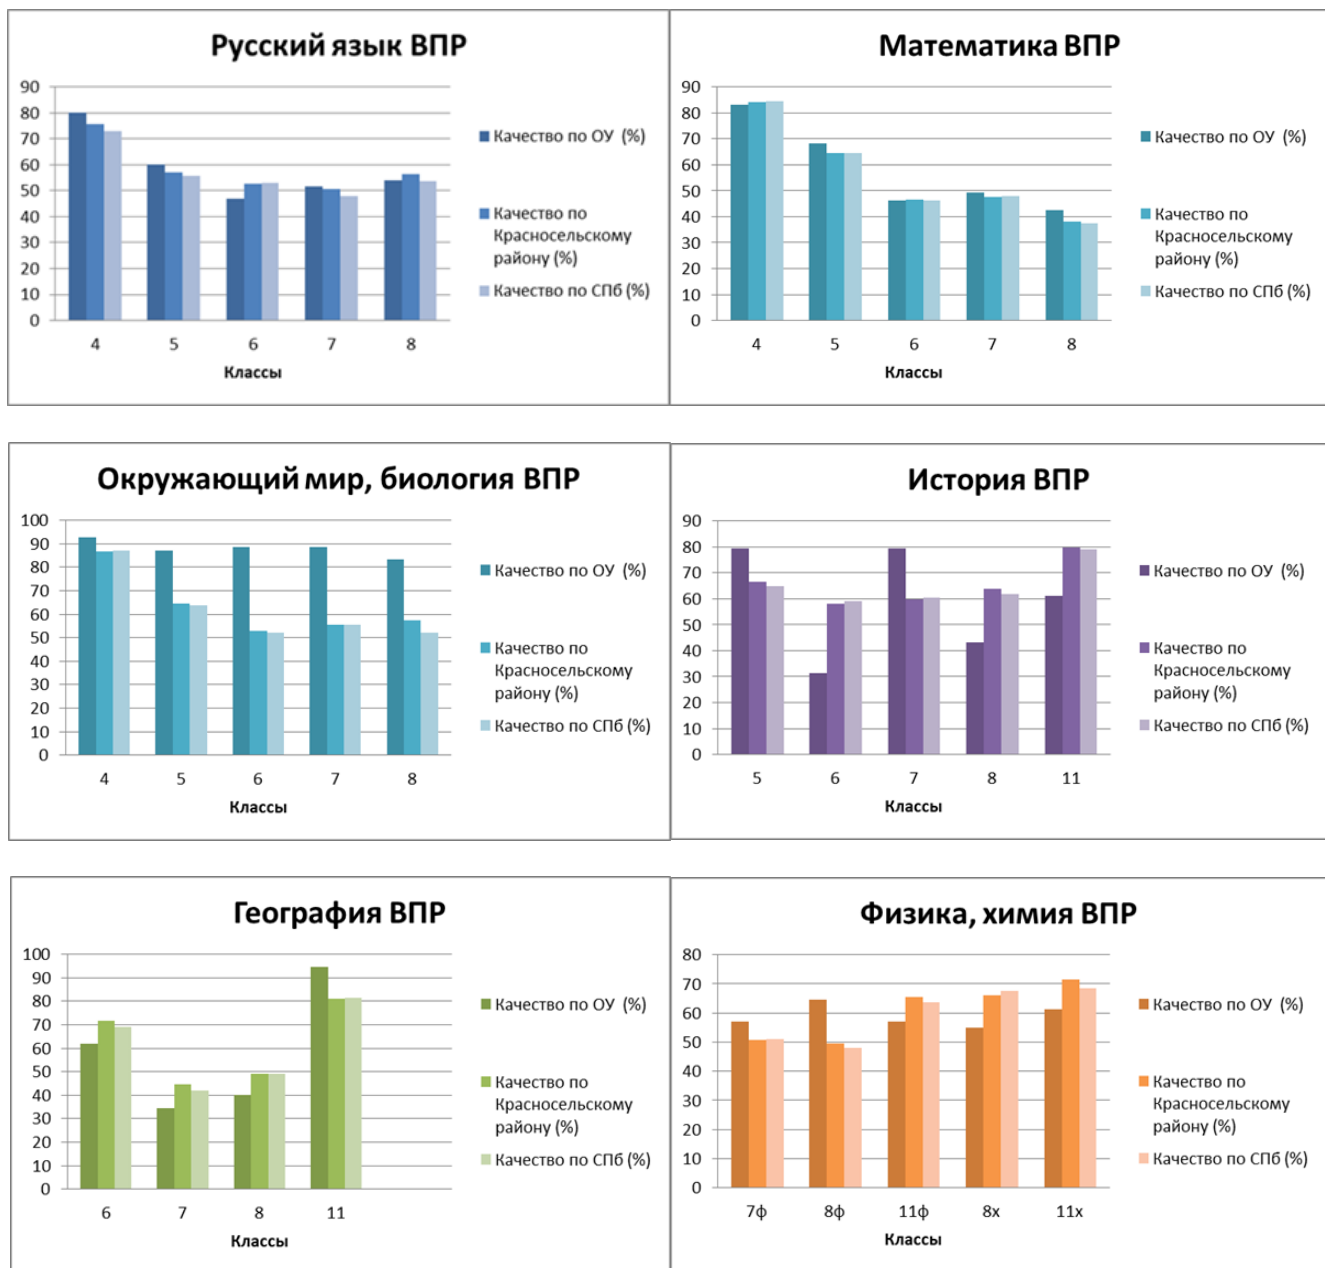 Русский язык ВПР
90
80
70
60
50
40
30
20
10
0
4 5 6 7 8
Классы
Качество по ОУ (%)
Качество по
Красносельскому
району (%)
Качество по СПб (%)
Математика ВПР
90
80
70
60
50
40
30
20
10
0
4 5 6 7 8
Классы
Качество по ОУ (%)
Качество по
Красносельскому
району (%)
Качество по СПб (%)
Окружающий мир, биология ВПР
100
90
80
70
60
50
40
30
20
10
0
4 5 6 7 8
Классы
Качество по ОУ (%)
Качество по
Красносельскому
району (%)
Качество по СПб (%)
История ВПР
90
80
70
60
50
40
30
20
10
0
5 6 7 8 11
Классы
Качество по ОУ (%)
Качество по
Красносельскому
району (%)
Качество по СПб (%)
География ВПР
100
90
80
70
60
50
40
30
20
10
0
6 7 8 11
Классы
Качество по ОУ (%)
Качество по
Красносельскому
району (%)
Качество по СПб (%)
Физика, химия ВПР
80
70
60
50
40
30
20
10
0
7ф 8ф 11ф 8х 11х
Классы
Качество по ОУ (%)
Качество по
Красносельскому
району (%)
Качество по СПб (%)